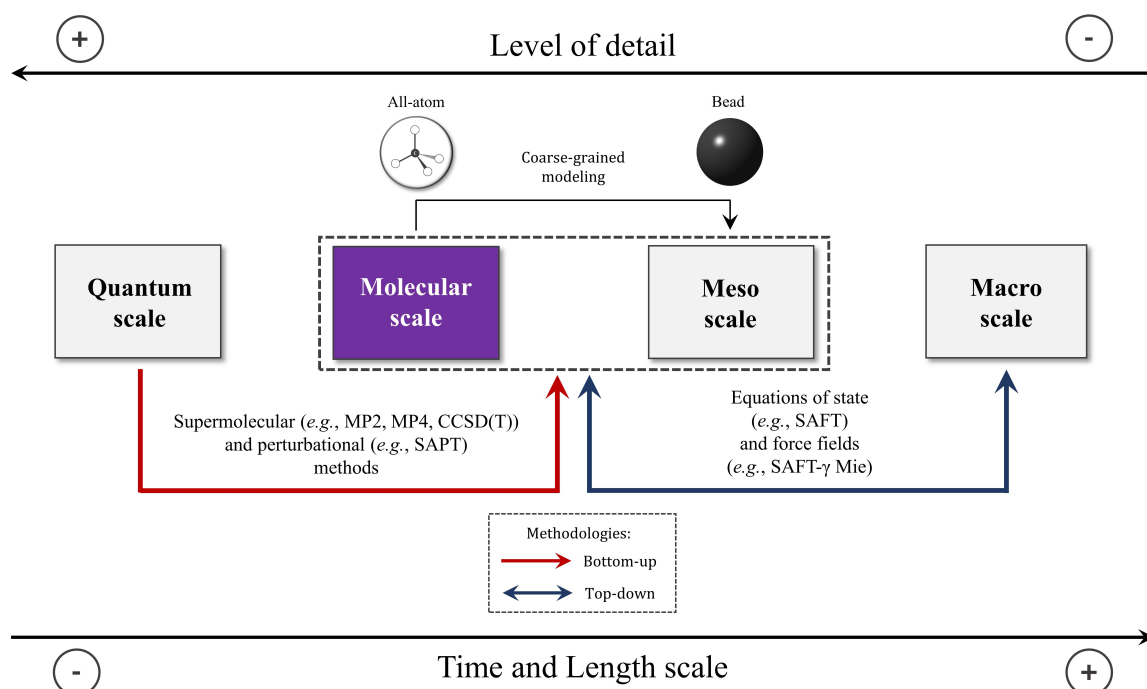 +
-
Level of detail
All-atom
Bead
Coarse-grained
modeling
Quantum
scale
Molecular
scale
Meso
scale
Macro
scale
Supermolecular (e.g., MP2, MP4, CCSD(T))
and perturbational (e.g., SAPT)
methods
Equations of state
(e.g., SAFT)
and force fields
(e.g., SAFT-γ Mie)
Methodologies:
Bottom-up
Top-down
-
Time and Length scale
+